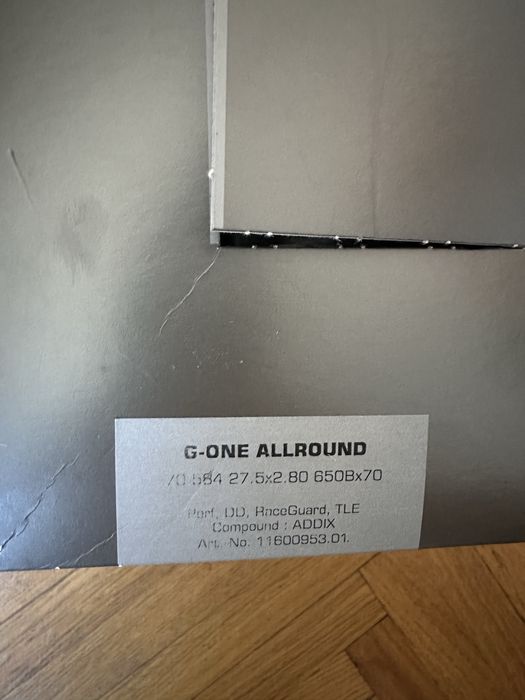 G-ONE ALLROUND
70-584 27.5x2.80 650Bx70
Perf, DD, RaceGuard, TLE
Compound : ADDIX
Art. No. 11600953.01